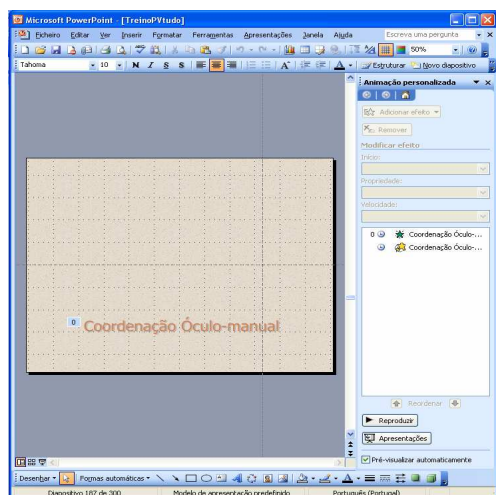 Microsoft PowerPoint - [TreinoPVtudo]
Ficheiro Editar Ver Inserir Formatar Ferramentas Apresentações Janela Ajuda Escreva uma pergunta
50%
Tahoma 10 N I S S A A Estruturar Novo diapositivo
Animação personalizada
Adicionar efeito
Remover
Modificar efeito
Início:
Propriedade:
Velocidade:
0 Coordenação Óculo-...
Coordenação Óculo-...
0 Coordenação Óculo-manual
Reordenar
Reproduzir
Apresentações
Pré-visualizar automaticamente
Desenhar Formas automáticas
Diapositivo 187 de 300 Modelo de apresentação predefinido Português (Portugal)